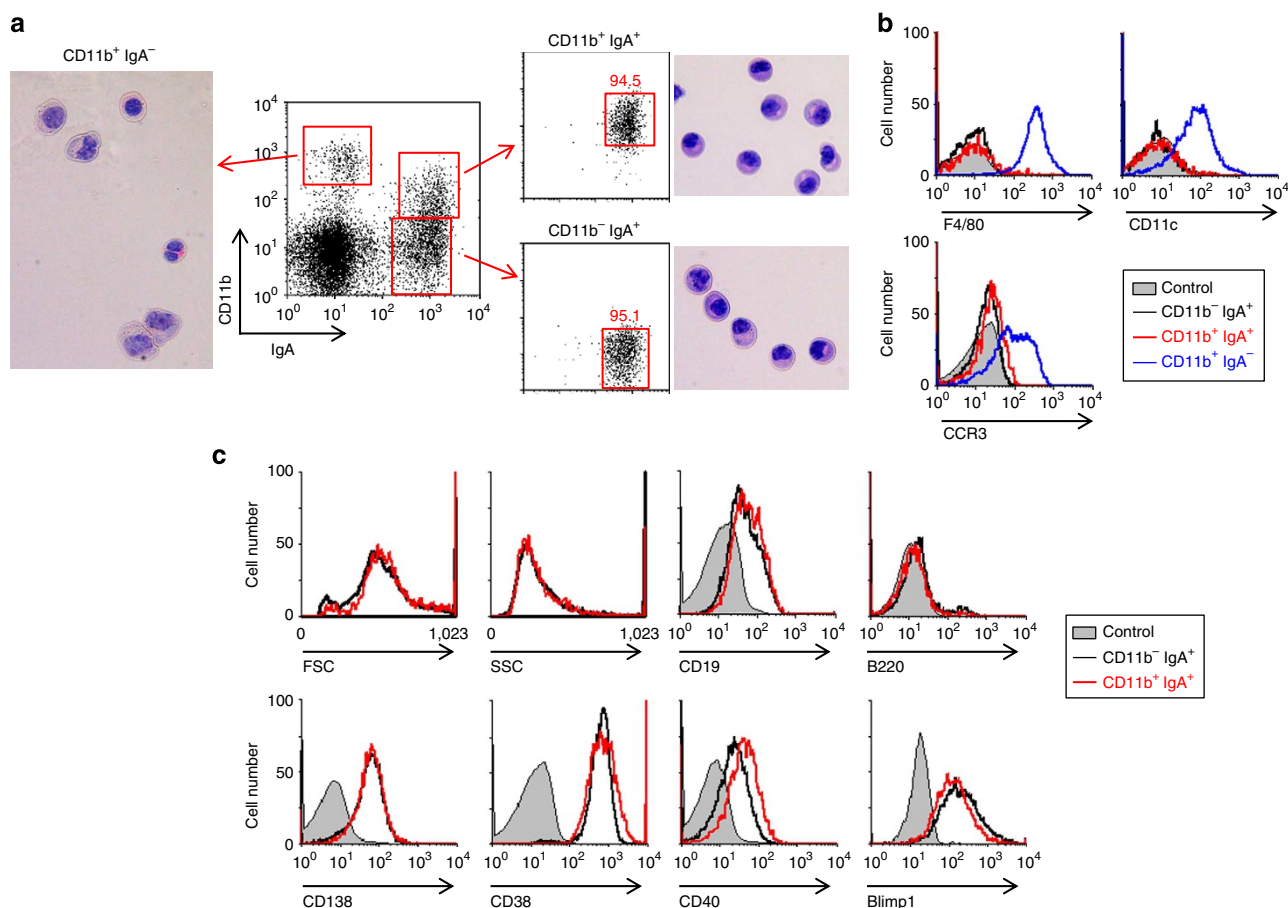 a
CD11b⁺ IgA⁻
10⁴
10³
10²
10¹
10⁰
10⁰ 10¹ 10² 10³ 10⁴
CD11b
IgA
CD11b⁺ IgA⁺
94.5
CD11b⁻ IgA⁺
95.1
b
Cell number
100
50
0
10⁰ 10¹ 10² 10³ 10⁴
F4/80
10⁰ 10¹ 10² 10³ 10⁴
CD11c
Cell number
100
50
0
10⁰ 10¹ 10² 10³ 10⁴
CCR3
Control
CD11b⁻ IgA⁺
CD11b⁺ IgA⁺
CD11b⁺ IgA⁻
c
Cell number
100
50
0
0 1,023
FSC
0 1,023
SSC
10⁰ 10¹ 10² 10³ 10⁴
CD19
10⁰ 10¹ 10² 10³ 10⁴
B220
Control
CD11b⁻ IgA⁺
CD11b⁺ IgA⁺
Cell number
100
50
0
10⁰ 10¹ 10² 10³ 10⁴
CD138
10⁰ 10¹ 10² 10³ 10⁴
CD38
10⁰ 10¹ 10² 10³ 10⁴
CD40
10⁰ 10¹ 10² 10³ 10⁴
Blimp1